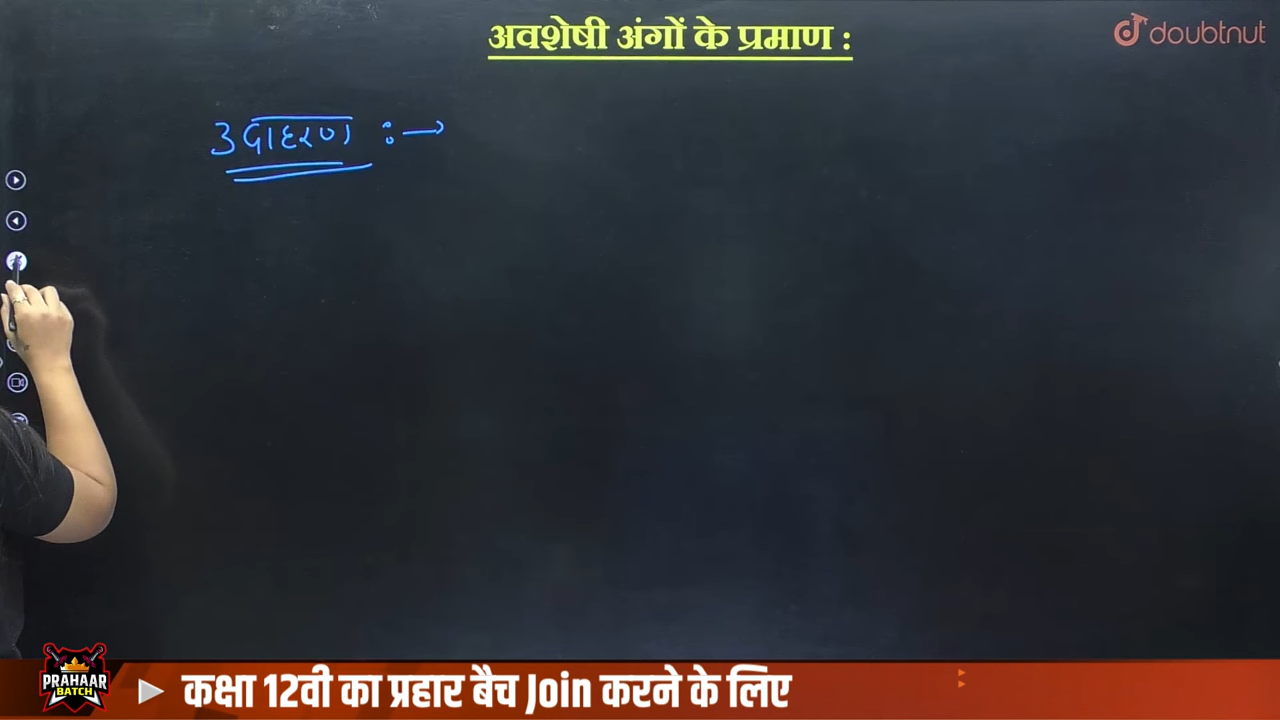 अवशेषी अंगों के प्रमाण :
doubtnut
उदाहरण :→
PRAHAAR
BATCH
कक्षा 12वी का प्रहार बैच Join करने के लिए